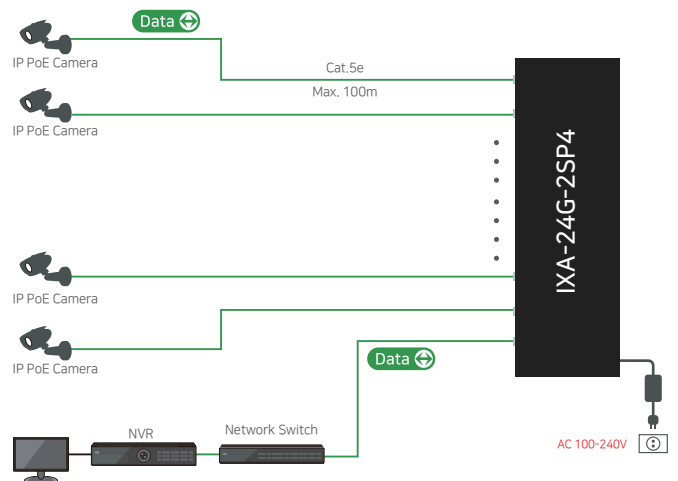 Data
IP PoE Camera
Cat.5e
Max. 100m
IP PoE Camera
IXA-24G-2SP4
IP PoE Camera
Data
IP PoE Camera
NVR
Network Switch
AC 100-240V